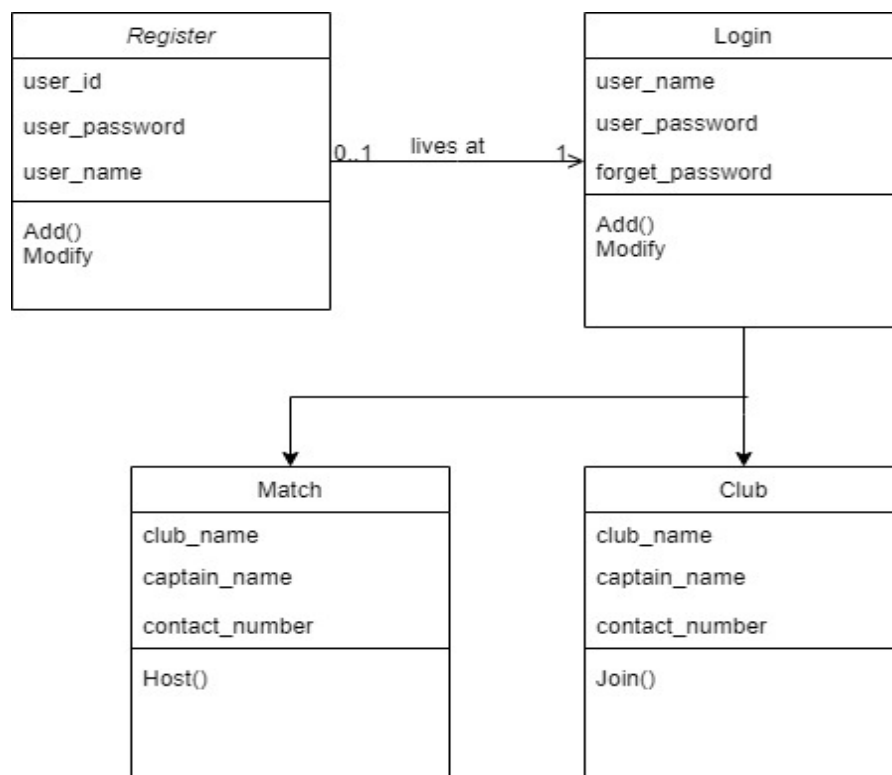 Register
user_id
user_password
user_name
Add()
Modify
0..1
lives at
1
Login
user_name
user_password
forget_password
Add()
Modify
Match
club_name
captain_name
contact_number
Host()
Club
club_name
captain_name
contact_number
Join()